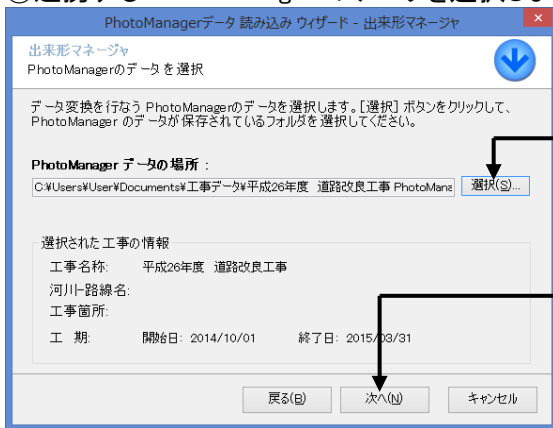 PhotoManagerデータ 読み込み ウィザード - 出来形マネージャ
出来形マネージャ
PhotoManagerのデータを選択
データ変換を行なう PhotoManagerのデータを選択します。[選択] ボタンをクリックして、
PhotoManager のデータが保存されているフォルダを選択してください。
PhotoManager データの場所 :
C:¥Users¥User¥Documents¥工事データ¥平成26年度 道路改良工事 PhotoMana
選択(S)...
選択された工事の情報
工事名称: 平成26年度 道路改良工事
河川・路線名:
工事箇所:
工 期: 開始日: 2014/10/01 終了日: 2015/03/31
戻る(B) 次へ(N) キャンセル